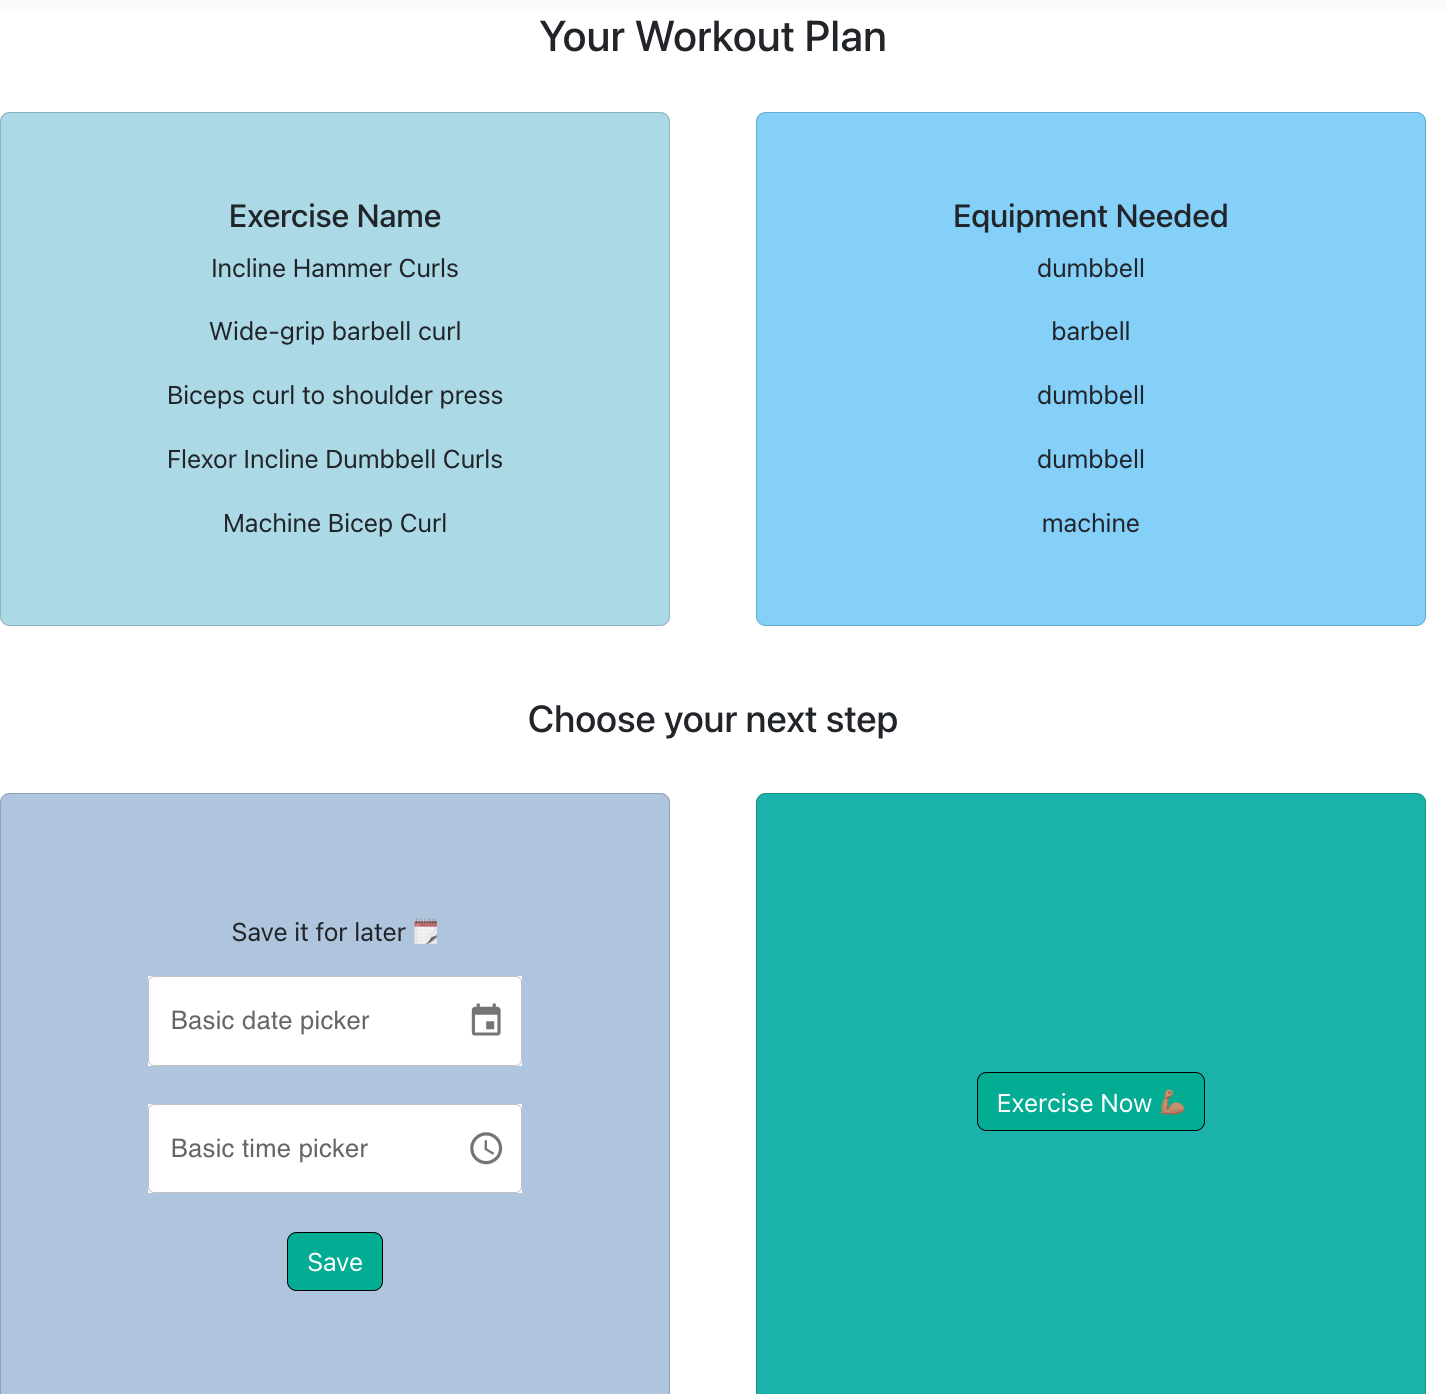 Your Workout Plan
Exercise Name
Incline Hammer Curls
Wide-grip barbell curl
Biceps curl to shoulder press
Flexor Incline Dumbbell Curls
Machine Bicep Curl
Equipment Needed
dumbbell
barbell
dumbbell
dumbbell
machine
Choose your next step
Save it for later 🗓️
Basic date picker
Basic time picker
Save
Exercise Now 💪🏽